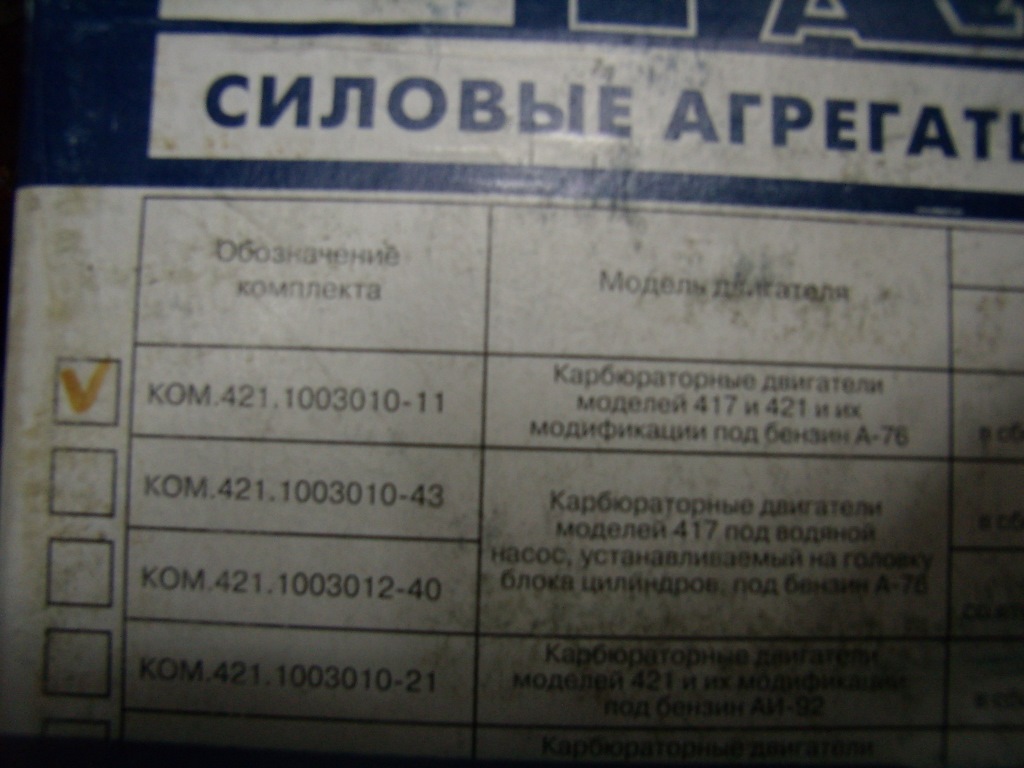 СИЛОВЫЕ АГРЕГАТЫ
Обозначение
комплекта
Модель двигателя
КОМ.421.1003010-11
Карбюраторные двигатели
моделей 417 и 421 и их
модификации под бензин А-76
в сб
КОМ.421.1003010-43
КОМ.421.1003012-40
Карбюраторные двигатели
моделей 417 под водяной
насос, устанавливаемый на головку
блока цилиндров, под бензин А-76
в сб
КОМ.421.1003010-21
Карбюраторные двигатели
моделей 421 и их модификации
под бензин АИ-92
Карбюраторные двигатели